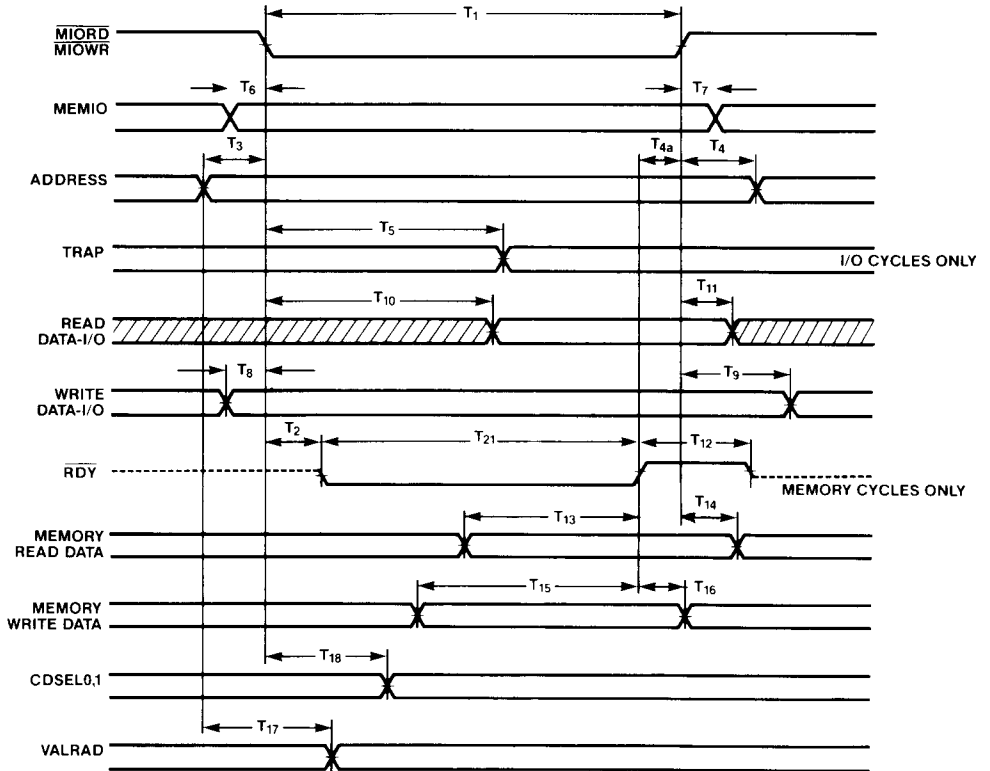 T1
MIORD
MIOWR
T6
T7
MEMIO
T3
T4a
T4
ADDRESS
T5
TRAP
I/O CYCLES ONLY
T10
T11
READ
DATA-I/O
T8
T9
WRITE
DATA-I/O
T2
T21
T12
RDY
MEMORY CYCLES ONLY
T13
T14
MEMORY
READ DATA
T15
T16
MEMORY
WRITE DATA
T18
CDSEL0,1
T17
VALRAD